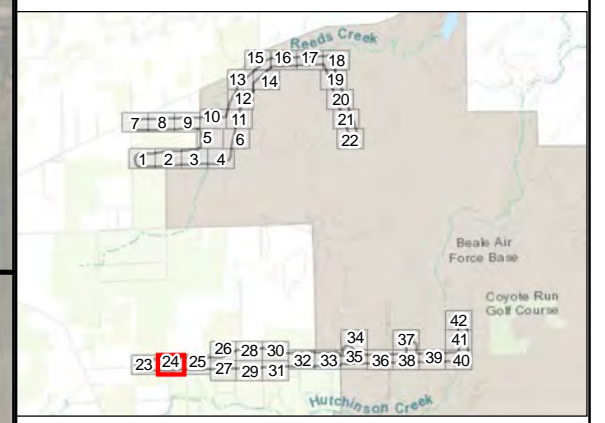 Reeds Creek
15 16 17 18
13 14 19
12 20
7 8 9 10 11 21
5 6 22
1 2 3 4
Beale Air
Force Base
Coyote Run
Golf Course
42
34 37 41
26 28 30
23 24 25 32 33 35 36 38 39 40
27 29 31
Hutchinson Creek